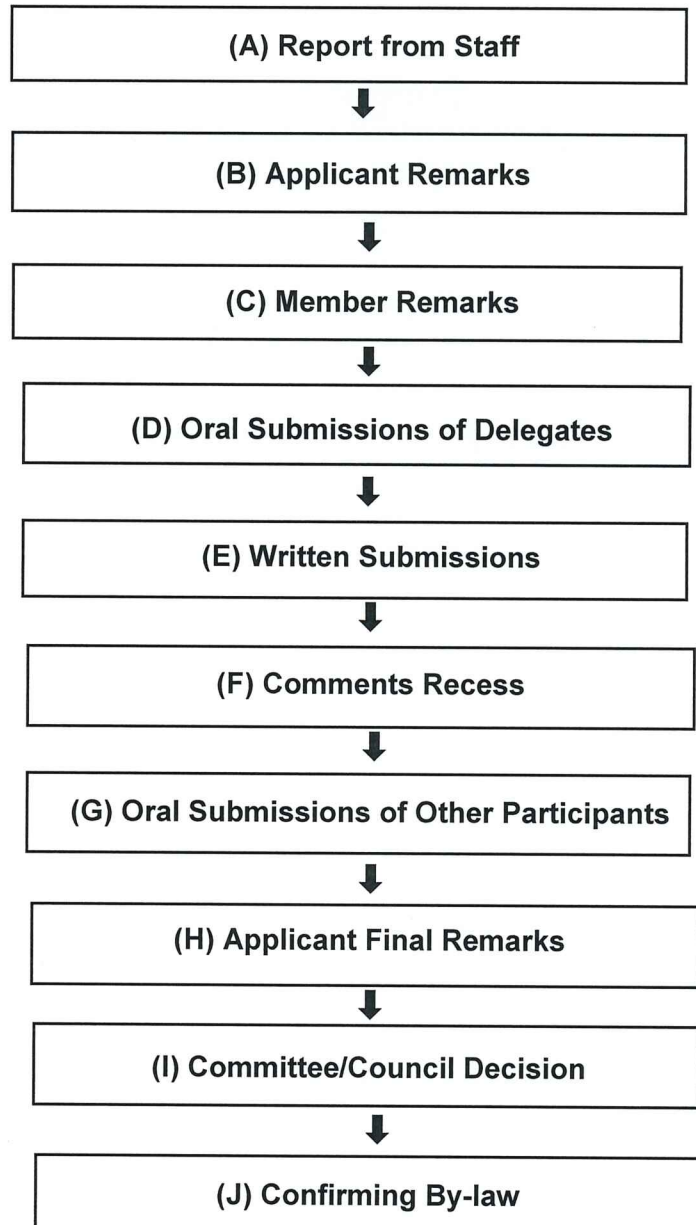 (A) Report from Staff
(B) Applicant Remarks
(C) Member Remarks
(D) Oral Submissions of Delegates
(E) Written Submissions
(F) Comments Recess
(G) Oral Submissions of Other Participants
(H) Applicant Final Remarks
(I) Committee/Council Decision
(J) Confirming By-law